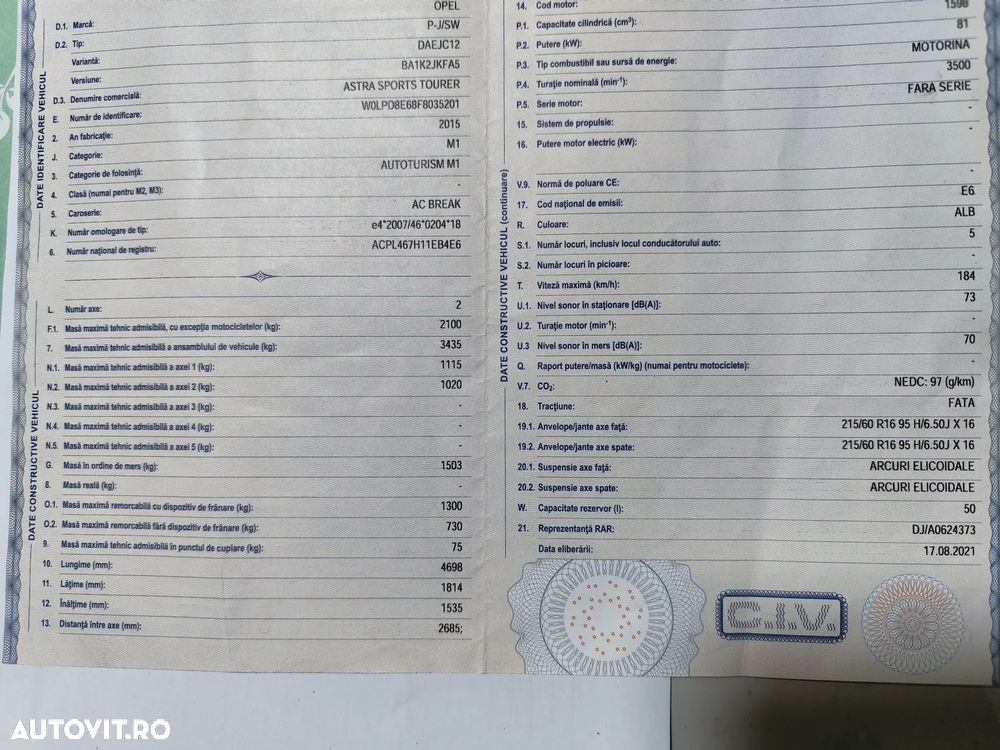 DATE IDENTIFICARE VEHICUL
OPEL
D.1. Marcă: P-J/SW
D.2. Tip: DAEJC12
Variantă: BA1K2JKFA5
Versiune:
D.3. Denumire comercială: ASTRA SPORTS TOURER
E. Număr de identificare: W0LPD8E68F8035201
2. An fabricație: 2015
J. Categorie: M1
3. Categorie de folosință: AUTOTURISM M1
4. Clasă (numai pentru M2, M3): -
5. Caroserie: AC BREAK
K. Număr omologare de tip: e4*2007/46*0204*18
6. Număr național de registru: ACPL467H11EB4E6
DATE CONSTRUCTIVE VEHICUL
L. Număr axe: 2
F.1. Masă maximă tehnic admisibilă, cu excepția motocicletelor (kg): 2100
7. Masă maximă tehnic admisibilă a ansamblului de vehicule (kg): 3435
N.1. Masă maximă tehnic admisibilă a axei 1 (kg): 1115
N.2. Masă maximă tehnic admisibilă a axei 2 (kg): 1020
N.3. Masă maximă tehnic admisibilă a axei 3 (kg): -
N.4. Masă maximă tehnic admisibilă a axei 4 (kg): -
N.5. Masă maximă tehnic admisibilă a axei 5 (kg): -
G. Masă în ordine de mers (kg): 1503
8. Masă reală (kg): -
O.1. Masă maximă remorcabilă cu dispozitiv de frânare (kg): 1300
O.2. Masă maximă remorcabilă fără dispozitiv de frânare (kg): 730
9. Masă maximă tehnic admisibilă în punctul de cuplare (kg): 75
10. Lungime (mm): 4698
11. Lățime (mm): 1814
12. Înălțime (mm): 1535
13. Distanță între axe (mm): 2685;
DATE CONSTRUCTIVE VEHICUL (continuare)
14. Cod motor: 1598
P.1. Capacitate cilindrică (cm³): 81
P.2. Putere (kW): MOTORINA
P.3. Tip combustibil sau sursă de energie: 3500
P.4. Turație nominală (min-1): FARA SERIE
P.5. Serie motor: -
15. Sistem de propulsie: -
16. Putere motor electric (kW):
V.9. Normă de poluare CE: -
17. Cod național de emisii: E6
R. Culoare: ALB
S.1. Număr locuri, inclusiv locul conducătorului auto: 5
S.2. Număr locuri în picioare: -
T. Viteză maximă (km/h): 184
U.1. Nivel sonor în staționare [dB(A)]: 73
U.2. Turație motor (min-1): -
U.3 Nivel sonor în mers [dB(A)]: 70
Q. Raport putere/masă (kW/kg) (numai pentru motociclete): -
V.7. CO₂: NEDC: 97 (g/km)
18. Tracțiune: FATA
19.1. Anvelope/jante axe față: 215/60 R16 95 H/6.50J X 16
19.2. Anvelope/jante axe spate: 215/60 R16 95 H/6.50J X 16
20.1. Suspensie axe față: ARCURI ELICOIDALE
20.2. Suspensie axe spate: ARCURI ELICOIDALE
W. Capacitate rezervor (l): 50
21. Reprezentanță RAR: DJ/A0624373
Data eliberării: 17.08.2021
C.I.V.
AUTOVIT.RO